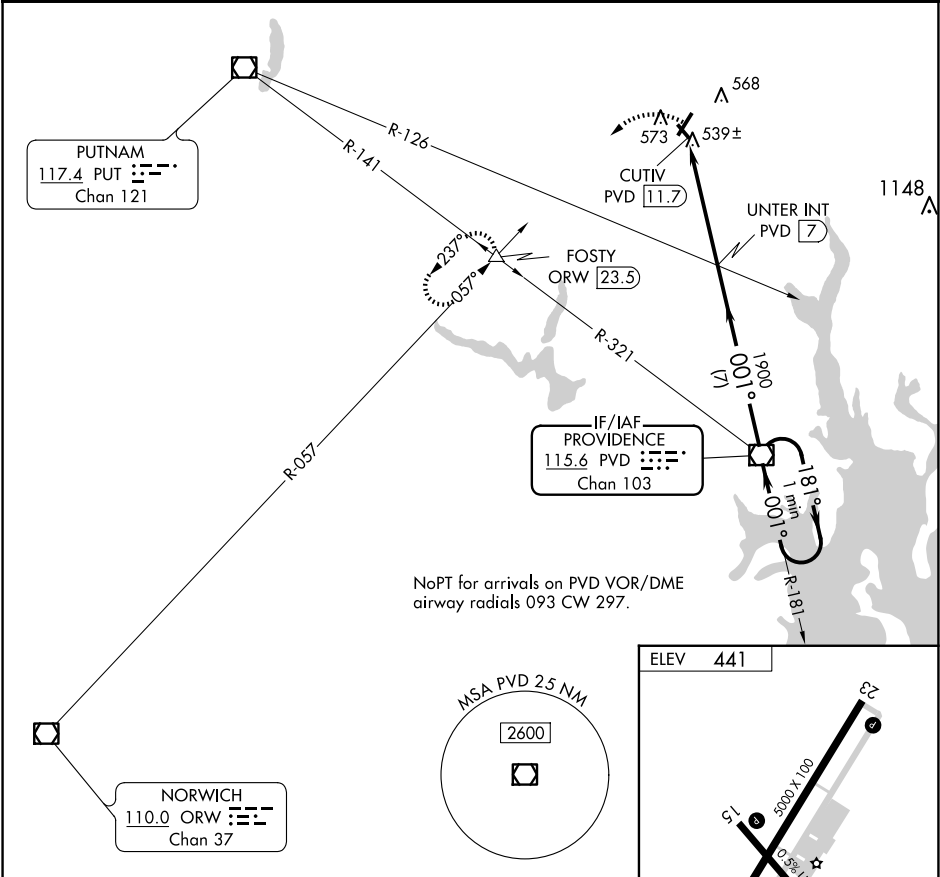 568
573
539±
CUTIV
PVD 11.7
1148
R-126
R-141
PUTNAM
117.4 PUT
Chan 121
UNTER INT
PVD 7
237°
057°
FOSTY
ORW 23.5
R-321
1900
001°
(7)
IF/IAF
PROVIDENCE
115.6 PVD
Chan 103
R-057
181°
1 min
001°
R-181
NoPT for arrivals on PVD VOR/DME
airway radials 093 CW 297.
ELEV 441
MSA PVD 25 NM
2600
NORWICH
110.0 ORW
Chan 37
23
P
5000 X 100
15
P